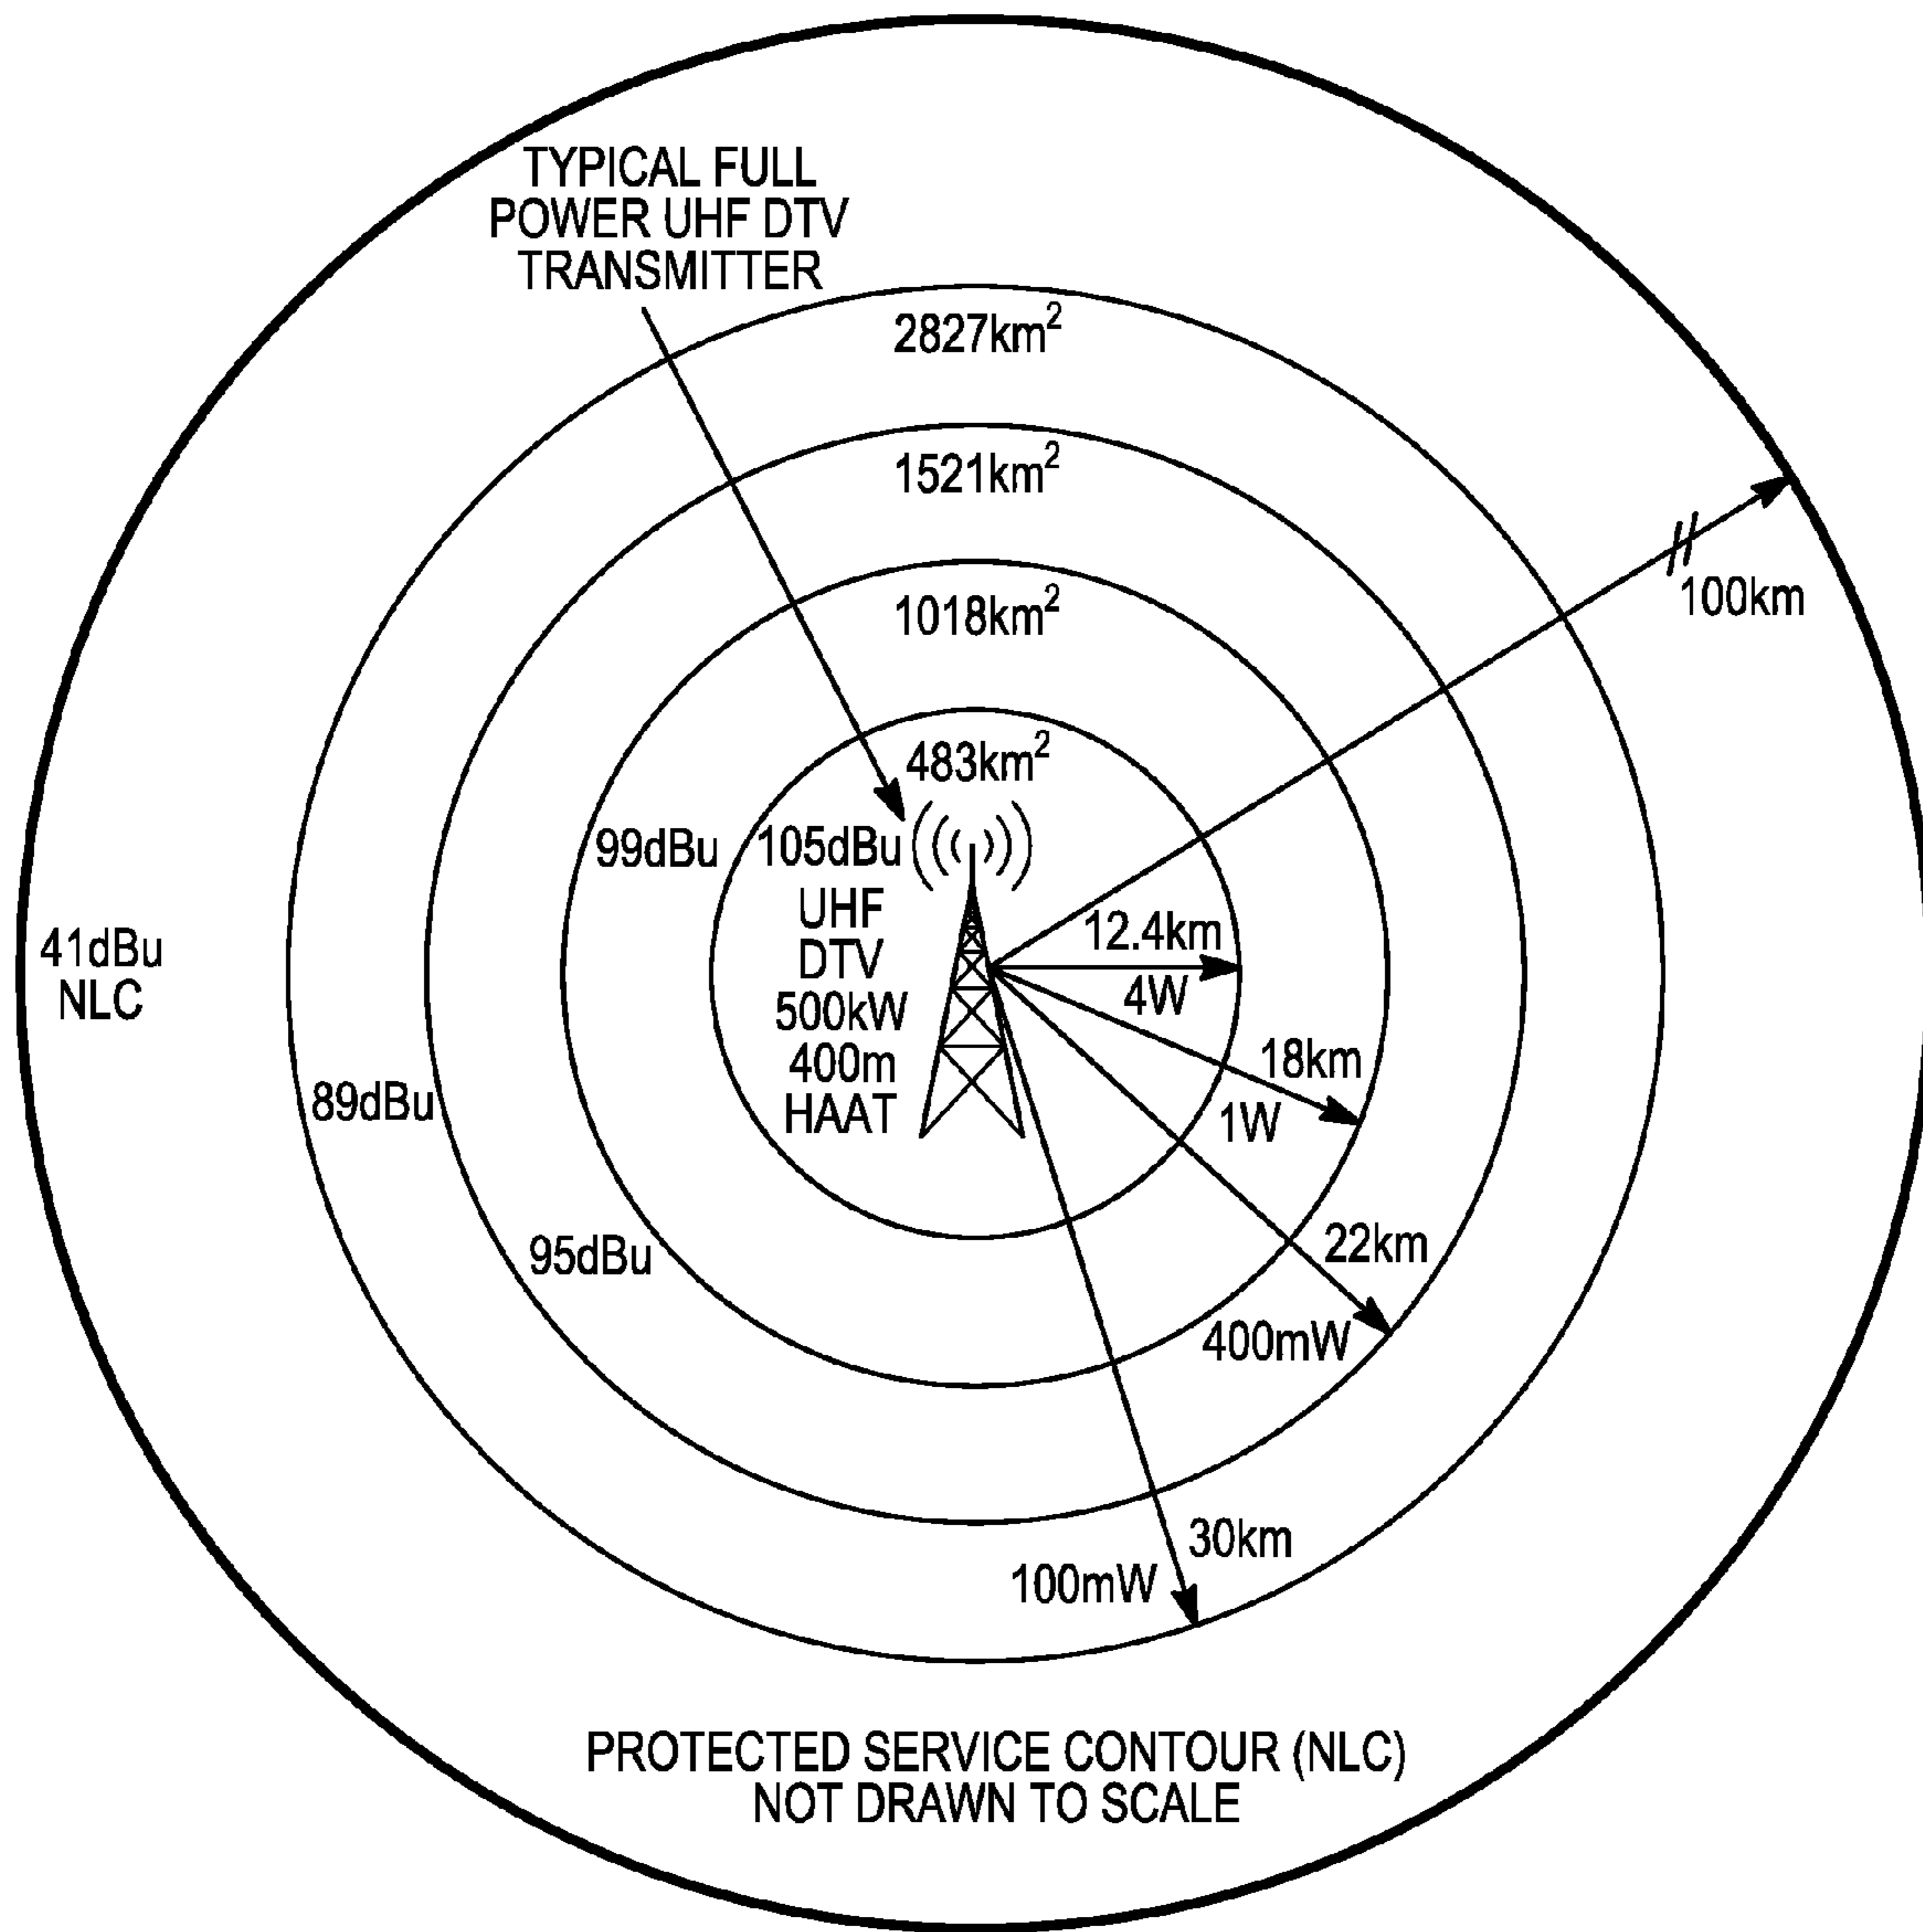 TYPICAL FULL
POWER UHF DTV
TRANSMITTER
2827km²
1521km²
1018km²
100km
483km²
99dBu
105dBu
UHF
DTV
500kW
400m
HAAT
12.4km
4W
41dBu
NLC
18km
1W
89dBu
22km
95dBu
400mW
30km
100mW
PROTECTED SERVICE CONTOUR (NLC)
NOT DRAWN TO SCALE